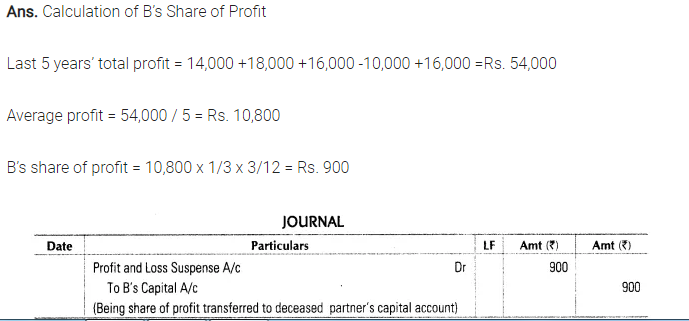 Ans. Calculation of B's Share of Profit
Last 5 years' total profit = 14,000 +18,000 +16,000 -10,000 +16,000 =Rs. 54,000
Average profit = 54,000 / 5 = Rs. 10,800
B's share of profit = 10,800 x 1/3 x 3/12 = Rs. 900
JOURNAL
Date Particulars LF Amt (₹) Amt (₹)
Profit and Loss Suspense A/c Dr 900
To B's Capital A/c 900
(Being share of profit transferred to deceased partner's capital account)